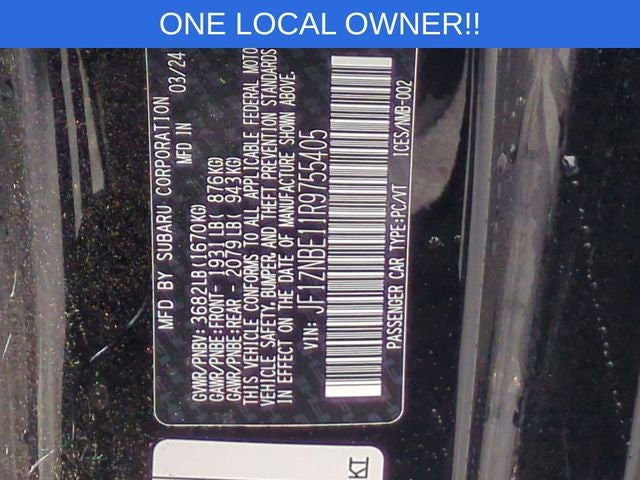 ONE LOCAL OWNER!!
MFD BY SUBARU CORPORATION 03/24
MFD IN
GVWR/PNBV: 3682LB(1670KG)
GAWR/PNBE:FRONT- 1931LB( 876KG)
GAWR/PNBE:REAR - 2079LB( 943KG)
THIS VEHICLE CONFORMS TO ALL APPLICABLE FEDERAL MOTO
VEHICLE SAFETY,BUMPER,AND THEFT PREVENTION STANDARDS
IN EFFECT ON THE DATE OF MANUFACTURE SHOWN ABOVE.
VIN: JF1ZNBE11R9755405
PASSENGER CAR TYPE:PC/VT ICES/NMB-002
KI